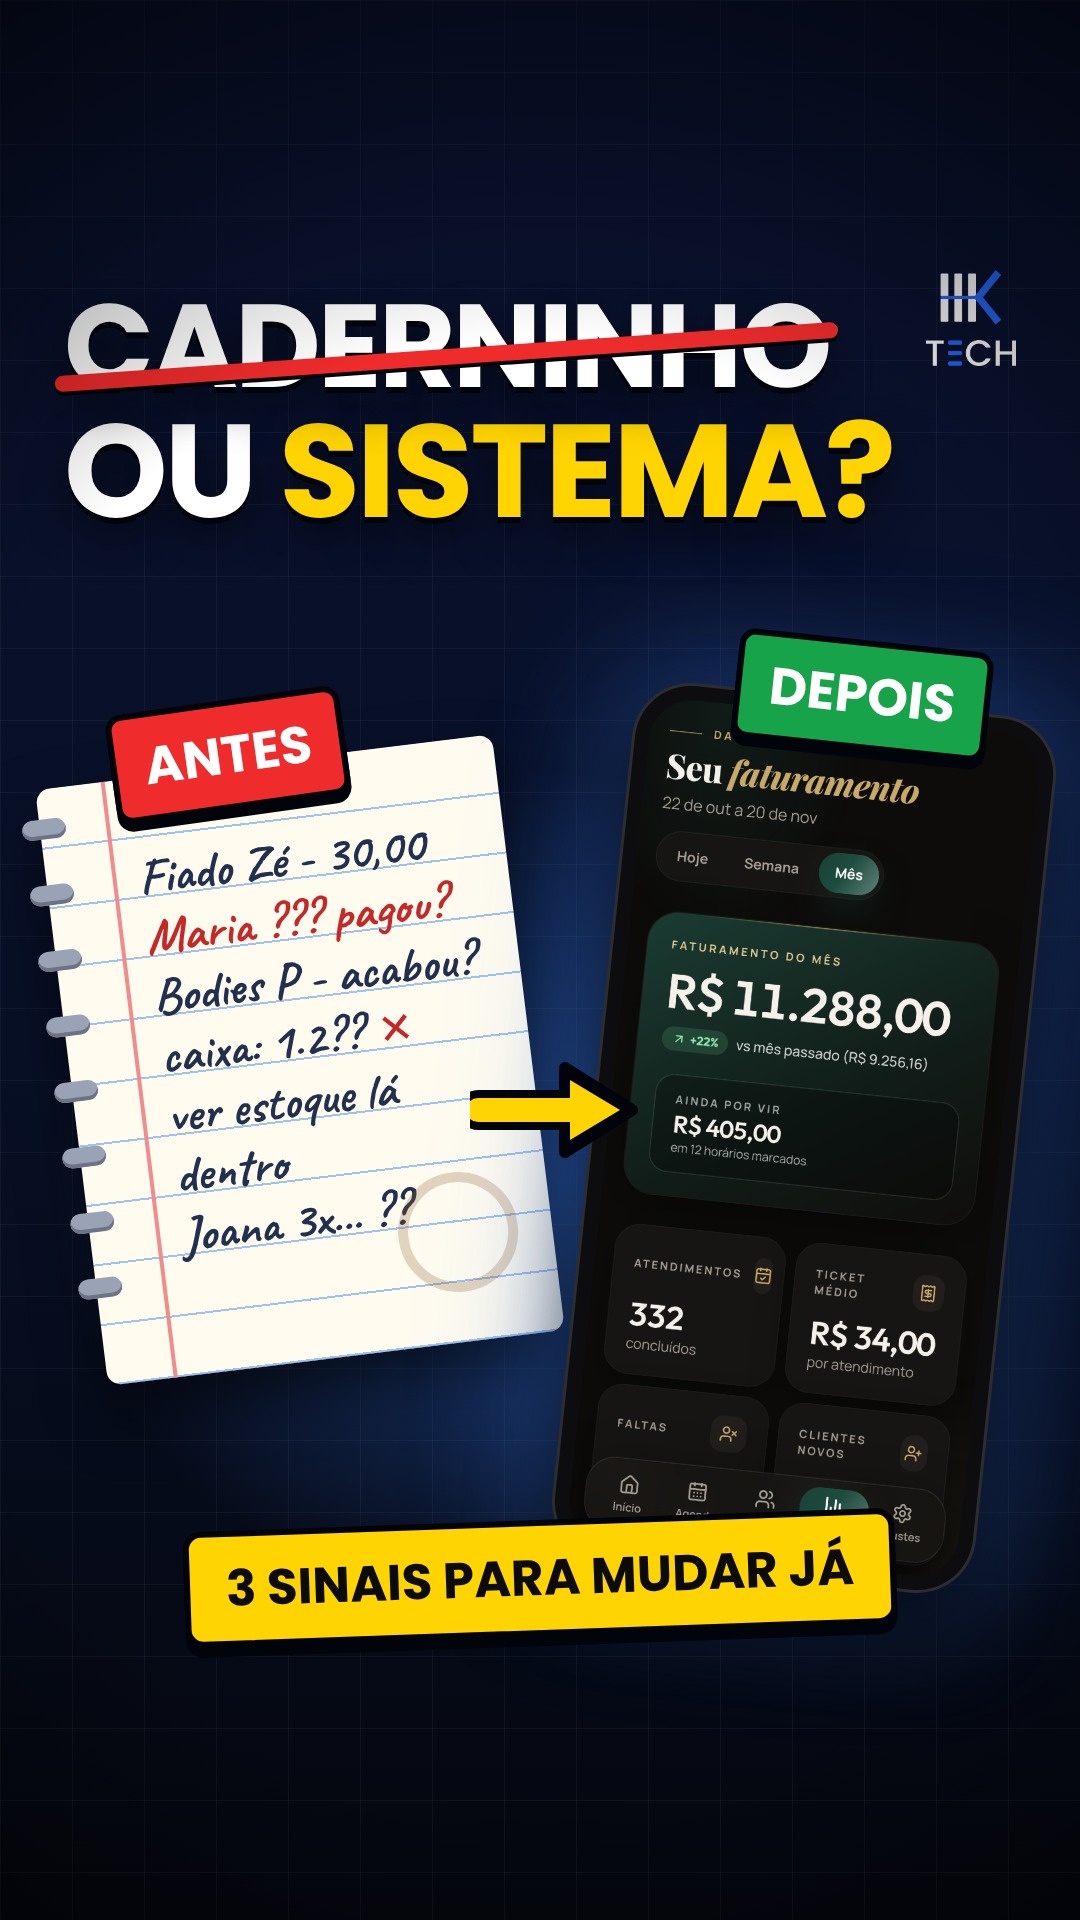 CADERNINHO
OU SISTEMA?
TECH
ANTES
Fiado Zé - 30,00
Maria ??? pagou?
Bodies P - acabou?
caixa: 1.2?? ✕
ver estoque lá
dentro
Joana 3x... ??
DEPOIS
Seu faturamento
22 de out a 20 de nov
Hoje Semana Mês
FATURAMENTO DO MÊS
R$ 11.288,00
+22% vs mês passado (R$ 9.256,16)
AINDA POR VIR
R$ 405,00
em 12 horários marcados
ATENDIMENTOS
332
concluídos
TICKET
MÉDIO
R$ 34,00
por atendimento
FALTAS
CLIENTES
NOVOS
Início
3 SINAIS PARA MUDAR JÁ